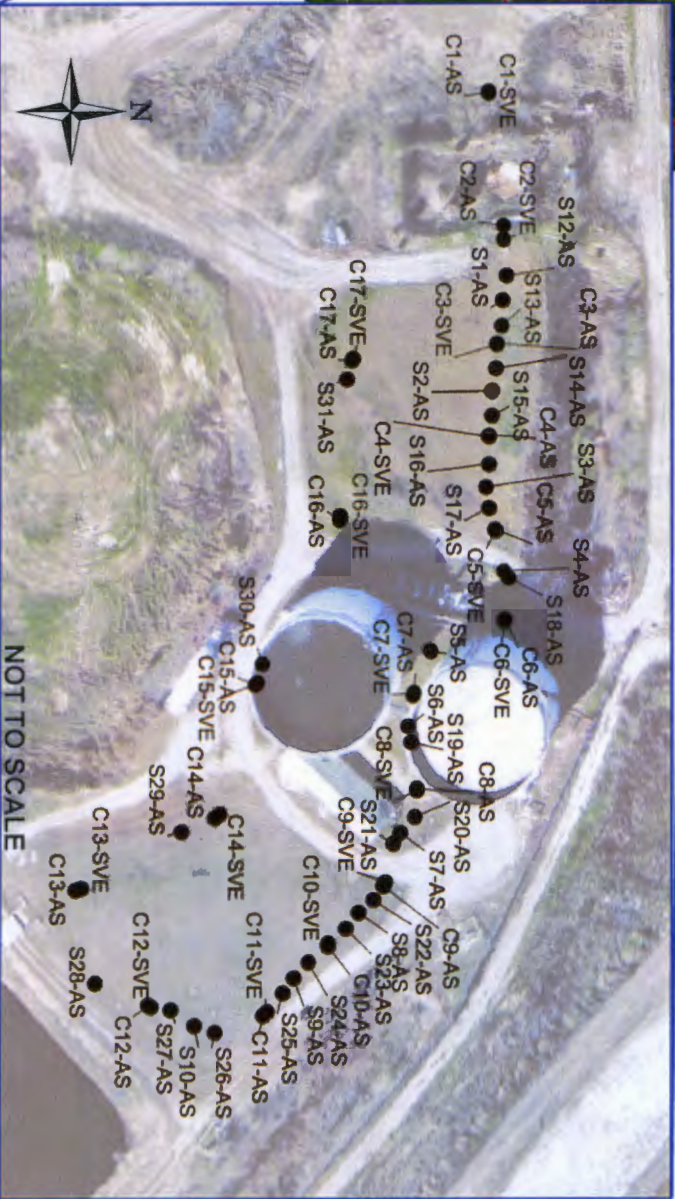 N
C1-SVE
C1-AS
S12-AS
C2-SVE
C2-AS
C3-AS
S13-AS
S1-AS
C3-SVE
S14-AS
S15-AS
S2-AS
C4-AS
S3-AS
C4-SVE
S16-AS
C5-AS
S17-AS
S4-AS
C5-SVE
S18-AS
C17-SVE
C17-AS
S31-AS
C16-SVE
C16-AS
C6-AS
C6-SVE
S5-AS
C7-AS
C7-SVE
S6-AS
S19-AS
C8-AS
C8-SVE
S20-AS
S7-AS
S21-AS
C9-SVE
C9-AS
S22-AS
S8-AS
S23-AS
C10-SVE
C10-AS
S24-AS
S9-AS
S25-AS
C11-SVE
C11-AS
S30-AS
C15-AS
C15-SVE
C14-AS
C14-SVE
S29-AS
C13-SVE
C13-AS
S28-AS
C12-SVE
C12-AS
S27-AS
S10-AS
S26-AS
NOT TO SCALE